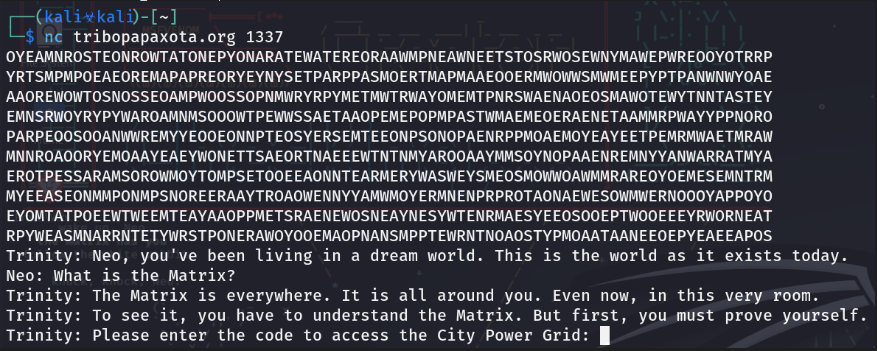 ┌──(kali㉿kali)-[~]
└─$ nc tribopapaxota.org 1337
OYEAMNROSTEONROWTATONEPYONARATEWATEREORAAWMPNEAWNEETSTOSRWOSEWNYMAWEPWREOOYOTRRP
YRTSMPMPOEAEOREMAPAPREORYEYNYSETPARPPASMOERTMAPMAAEOOERMWOWWSMWMEEPYPTPANWNWYOAE
AAOREWOWTOSNOSSEOAMPWOOSSOPNMWRYRPYMETMWTRWAYOMEMTPNRSWAENAOEOSMAWOTEWYTNNTASTEY
EMNSRWOYRYPYWAROAMNMSOOOWTPEWWSSAETAAOPEMEPOPMPASTWMAEMEOERAENETAAMMRPWAYYPPNORO
PARPEOOSOOANWWREMYYEOOEONNPTEOSYERSEMTEEONPSONOPAENRPPMOAEMOYEAYEETPEMRMWAETMRAW
MNNROAOORYEMOAAYEAEYWONETTSAEORTNAEEEWTNTNMYAROOAAYMMSOYNOPAAENREMNYYANWARATMYA
EROTPESSARAMSOROWMOYTOMPSETOOEEAONNTEARMERYWASWEYSMEOSMOWWOAWMMRAREOYOEMESEMNTRM
MYEEASEONMMPONMPSNOREERAAYTROAOWENNYYAMWMOYERMNENPRPROTAONAEWESOWMWERNOOOYAPPOYO
EYOMTATPOEEWTWEEMTEAYAAOPPMETSRAENEWOSNEAYNESYWTENRMAESYEEOSOOEPTWOOEEEYRWORNEAT
RPYWEASMNARRNTETYWRSTPONERAWOYOOEMAOPNANSMPPTEWRNTNOAOSTYPMOAATAANEEOEPYEAEEAPOS
Trinity: Neo, you've been living in a dream world. This is the world as it exists today.
Neo: What is the Matrix?
Trinity: The Matrix is everywhere. It is all around you. Even now, in this very room.
Trinity: To see it, you have to understand the Matrix. But first, you must prove yourself.
Trinity: Please enter the code to access the City Power Grid: